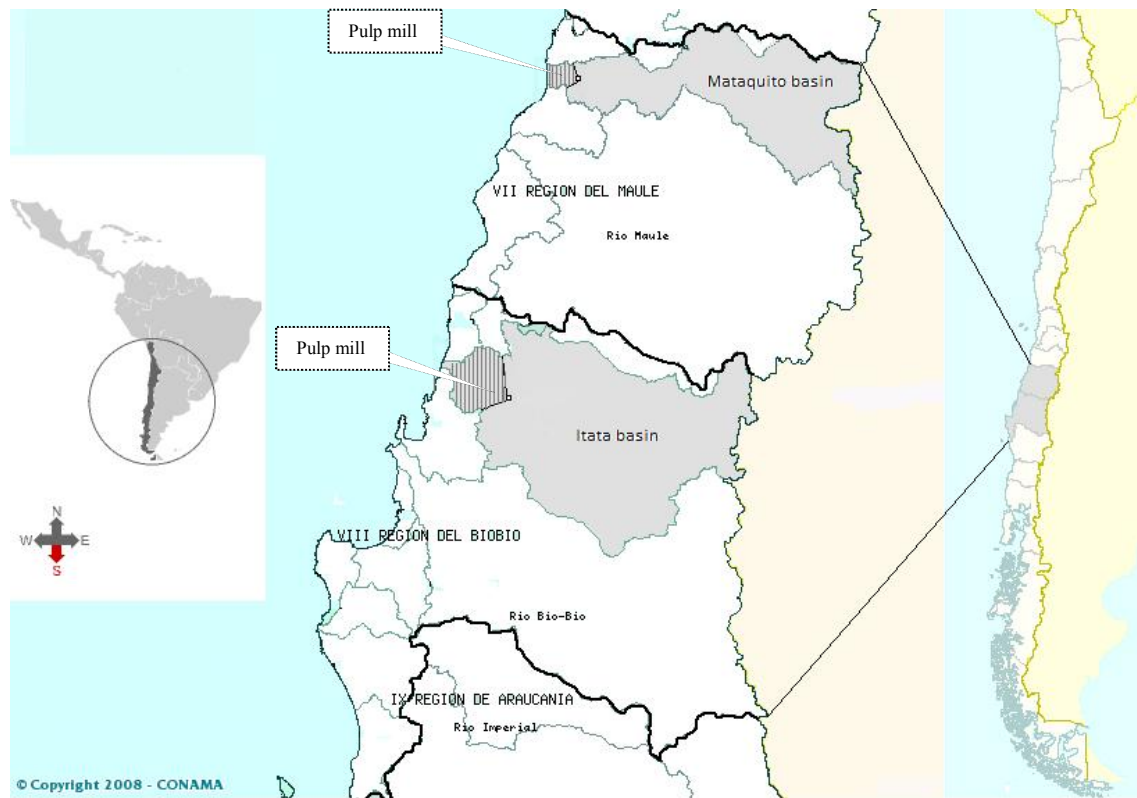 Pulp mill
Mataquito basin
VII REGION DEL MAULE
Rio Maule
Pulp mill
Itata basin
N
W E
S
VIII REGION DEL BIOBIO
Rio Bio-Bio
IX REGION DE ARAUCANIA
Rio Imperial
© Copyright 2008 - CONAMA